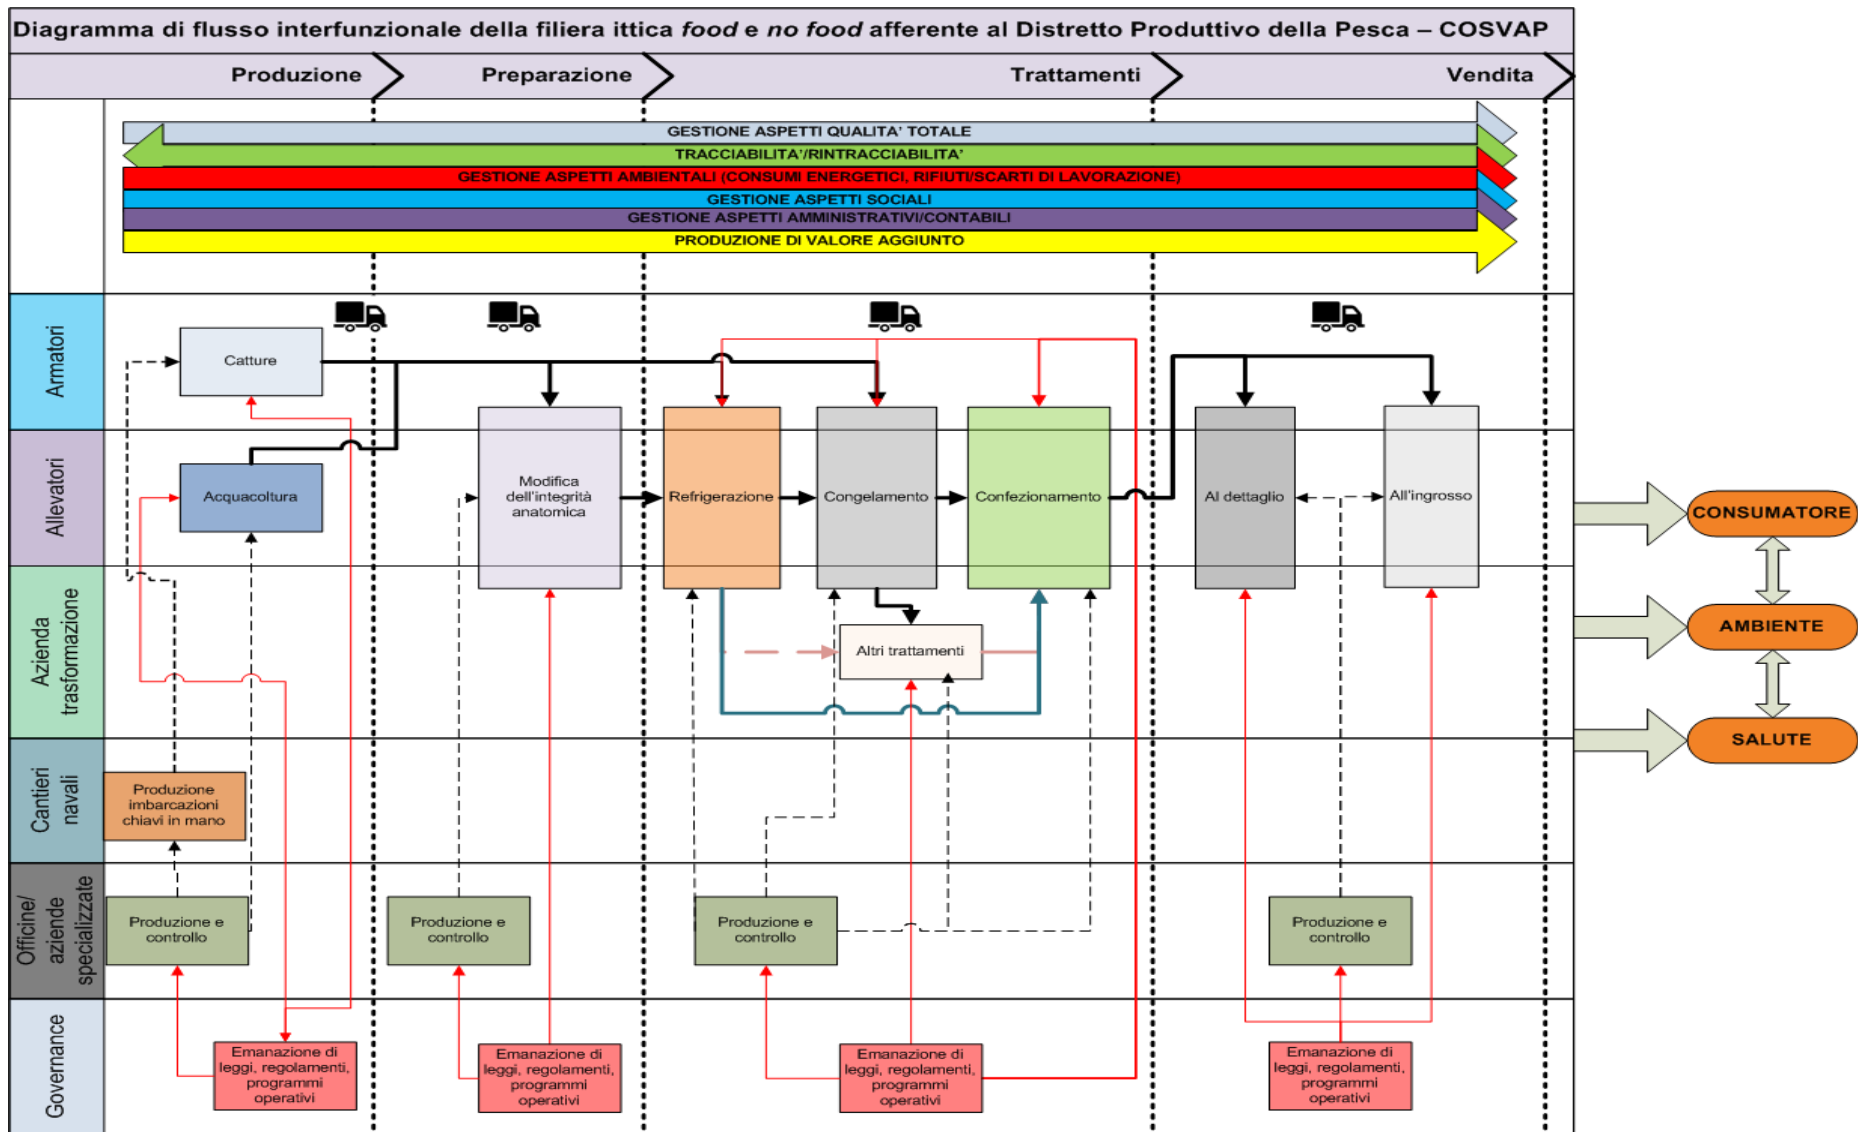 Diagramma di flusso interfunzionale della filiera ittica food e no food afferente al Distretto Produttivo della Pesca – COSVAP
Produzione
Preparazione
Trattamenti
Vendita
GESTIONE ASPETTI QUALITA' TOTALE
TRACCIABILITA'/RINTRACCIABILITA'
GESTIONE ASPETTI AMBIENTALI (CONSUMI ENERGETICI, RIFIUTI/SCARTI DI LAVORAZIONE)
GESTIONE ASPETTI SOCIALI
GESTIONE ASPETTI AMMINISTRATIVI/CONTABILI
PRODUZIONE DI VALORE AGGIUNTO
Armatori
Catture
Allevatori
Acquacoltura
Modifica
dell'integrità
anatomica
Refrigerazione
Congelamento
Confezionamento
Al dettaglio
All'ingrosso
Azienda
trasformazione
Altri trattamenti
Cantieri
navali
Produzione
imbarcazioni
chiavi in mano
Officine/
aziende
specializzate
Produzione e
controllo
Produzione e
controllo
Produzione e
controllo
Produzione e
controllo
Governance
Emanazione di
leggi, regolamenti,
programmi
operativi
Emanazione di
leggi, regolamenti,
programmi
operativi
Emanazione di
leggi, regolamenti,
programmi
operativi
Emanazione di
leggi, regolamenti,
programmi
operativi
CONSUMATORE
AMBIENTE
SALUTE